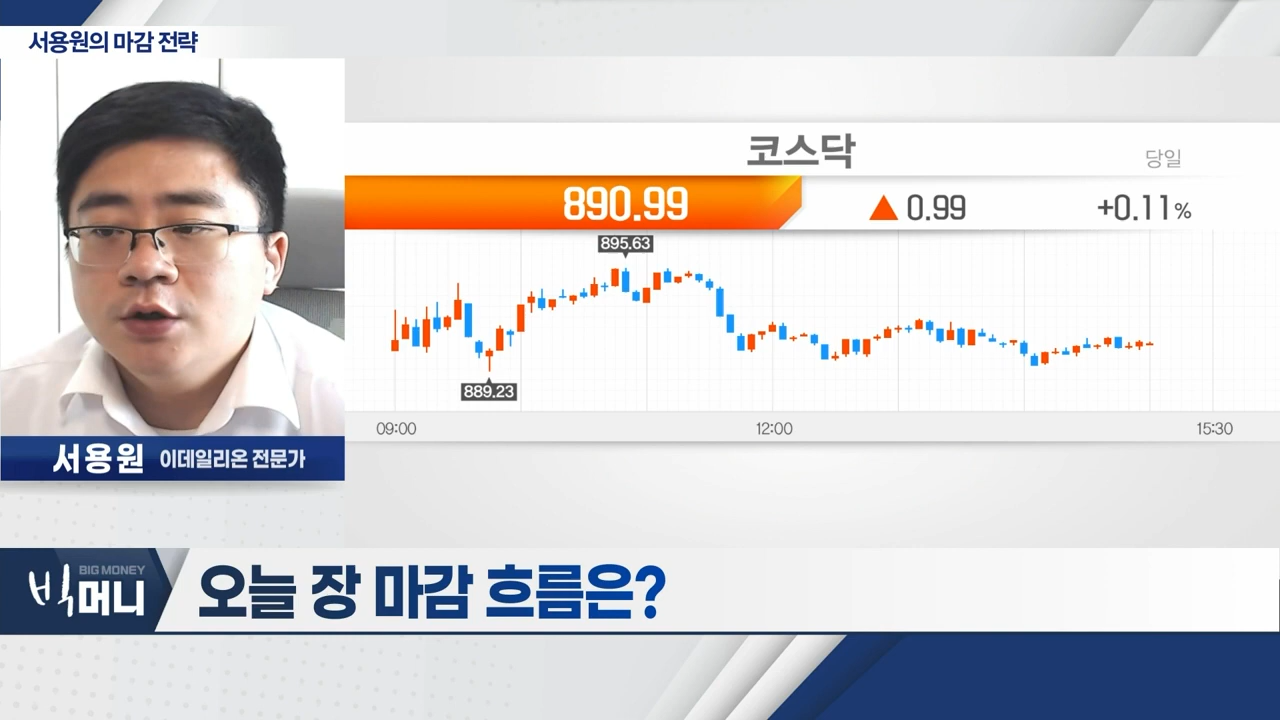 서용원의 마감 전략
코스닥
당일
890.99
▲ 0.99
+0.11%
895.63
889.23
09:00
12:00
15:30
서용원 이데일리온 전문가
BIG MONEY
빅머니
오늘 장 마감 흐름은?